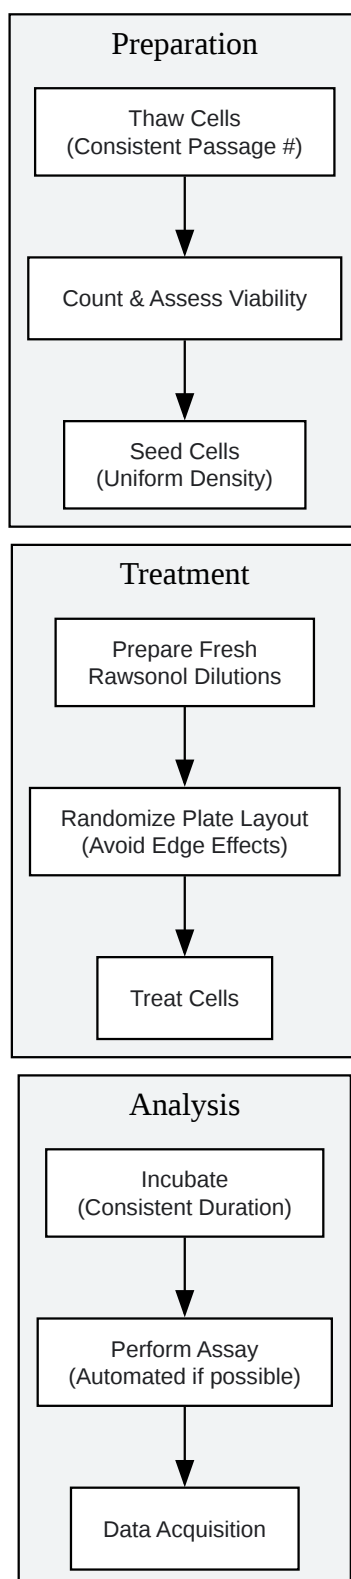 Preparation
Thaw Cells
(Consistent Passage #)
Count & Assess Viability
Seed Cells
(Uniform Density)
Treatment
Prepare Fresh
Rawsonol Dilutions
Randomize Plate Layout
(Avoid Edge Effects)
Treat Cells
Analysis
Incubate
(Consistent Duration)
Perform Assay
(Automated if possible)
Data Acquisition